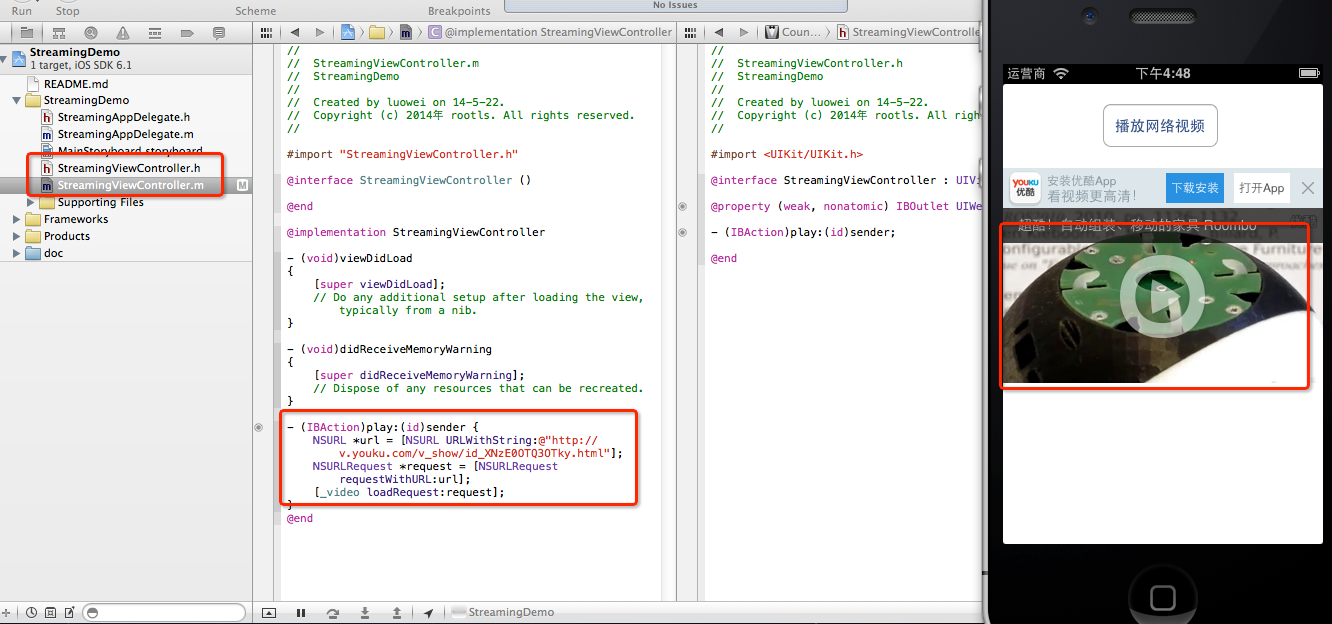 Run
Stop
Scheme
Breakpoints
No Issues
StreamingDemo
1 target, iOS SDK 6.1
README.md
StreamingDemo
StreamingAppDelegate.h
StreamingAppDelegate.m
MainStoryboard.storyboard
StreamingViewController.h
StreamingViewController.m
M
Supporting Files
Frameworks
Products
doc
@implementation StreamingViewController
//
//  StreamingViewController.m
//  StreamingDemo
//
//  Created by luowei on 14-5-22.
//  Copyright (c) 2014年 rootls. All rights reserved.
//
#import "StreamingViewController.h"
@interface StreamingViewController ()
@end
@implementation StreamingViewController
- (void)viewDidLoad
{
    [super viewDidLoad];
    // Do any additional setup after loading the view,
        typically from a nib.
}
- (void)didReceiveMemoryWarning
{
    [super didReceiveMemoryWarning];
    // Dispose of any resources that can be recreated.
}
- (IBAction)play:(id)sender {
    NSURL *url = [NSURL URLWithString:@"http://
        v.youku.com/v_show/id_XNzE0OTQ3OTky.html"];
    NSURLRequest *request = [NSURLRequest
        requestWithURL:url];
    [_video loadRequest:request];
}
@end
StreamingDemo
Coun...
StreamingViewControlle
//
//  StreamingViewController.h
//  StreamingDemo
//
//  Created by luowei on 14-5-22.
//  Copyright (c) 2014年 rootls. All righ
//
#import <UIKit/UIKit.h>
@interface StreamingViewController : UIVi
@property (weak, nonatomic) IBOutlet UIWe
- (IBAction)play:(id)sender;
@end
运营商
下午4:48
播放网络视频
YOUKU
优酷
安装优酷App
看视频更高清!
下载安装
打开App
超酷！自动组装、移动的家具 Roombo